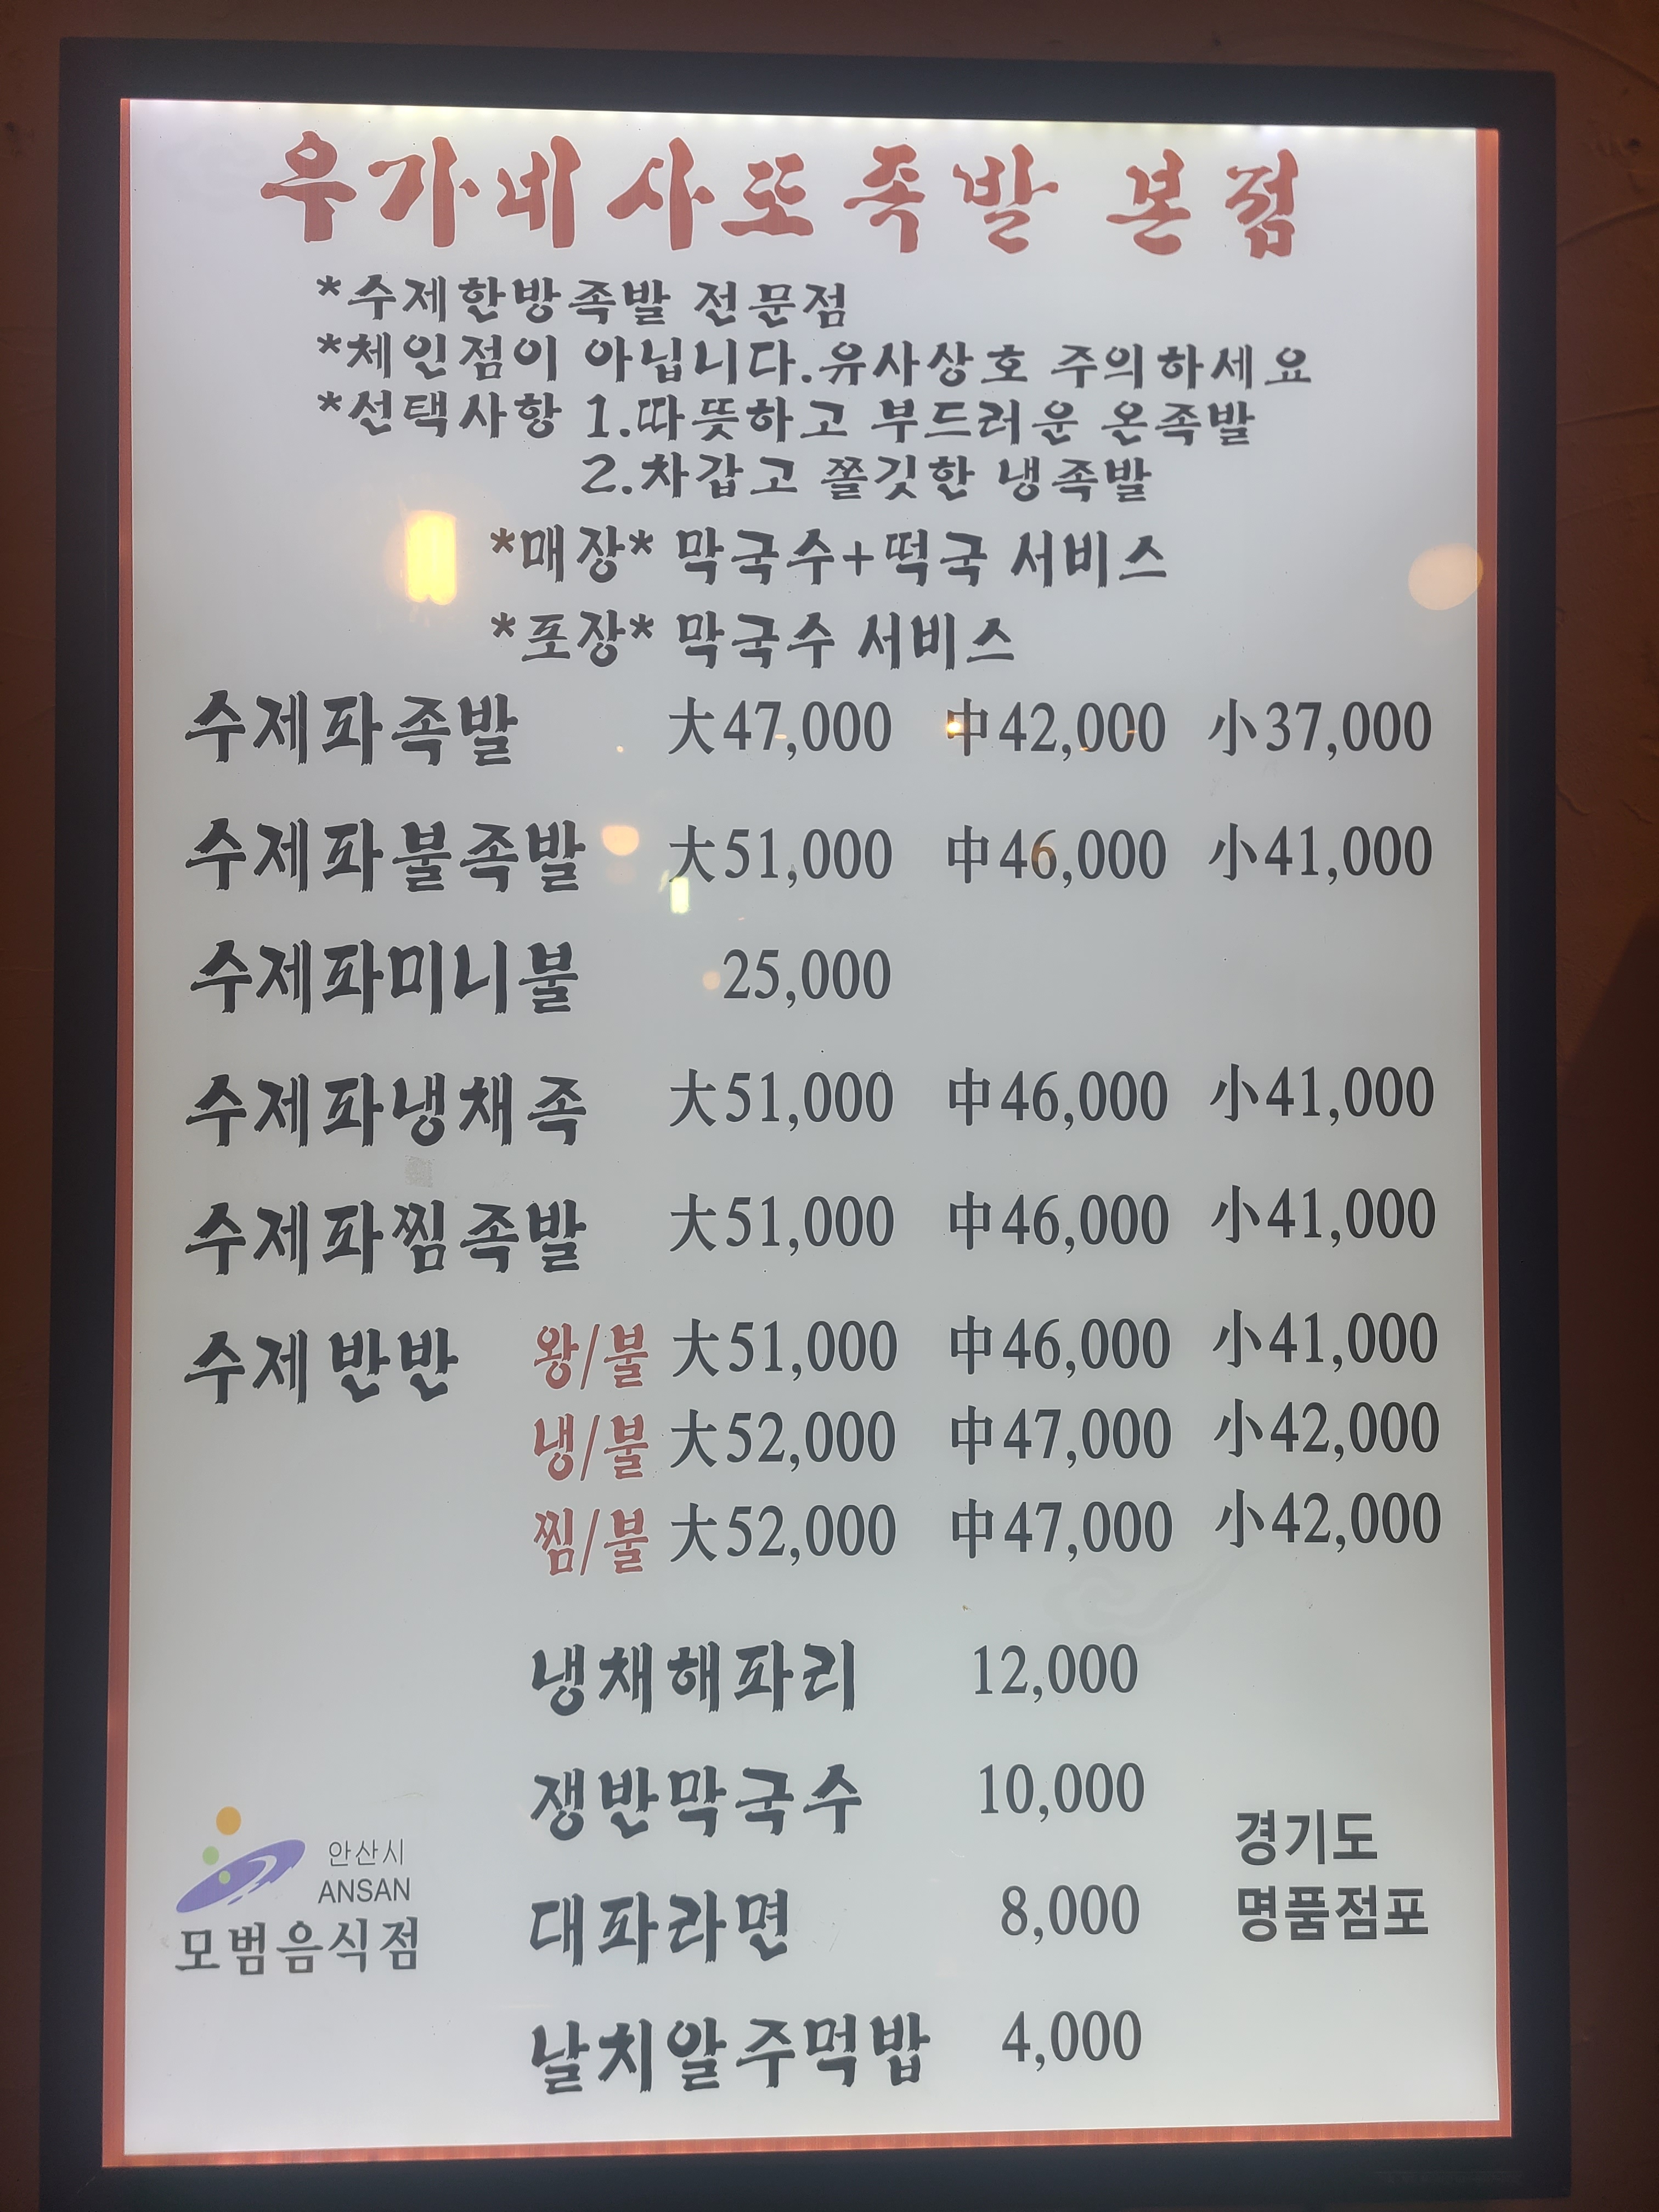 우가네사또족발 본점
*수제한방족발 전문점
*체인점이 아닙니다.유사상호 주의하세요
*선택사항 1.따뜻하고 부드러운 온족발
2.차갑고 쫄깃한 냉족발
*매장* 막국수+떡국 서비스
*포장* 막국수 서비스
수제파족발 大47,000 中42,000 小37,000
수제파불족발 大51,000 中46,000 小41,000
수제파미니불 25,000
수제파냉채족 大51,000 中46,000 小41,000
수제파찜족발 大51,000 中46,000 小41,000
수제반반 왕/불 大51,000 中46,000 小41,000
냉/불 大52,000 中47,000 小42,000
찜/불 大52,000 中47,000 小42,000
냉채해파리 12,000
쟁반막국수 10,000
대파라면 8,000
날치알주먹밥 4,000
안산시
ANSAN
모범음식점
경기도
명품점포